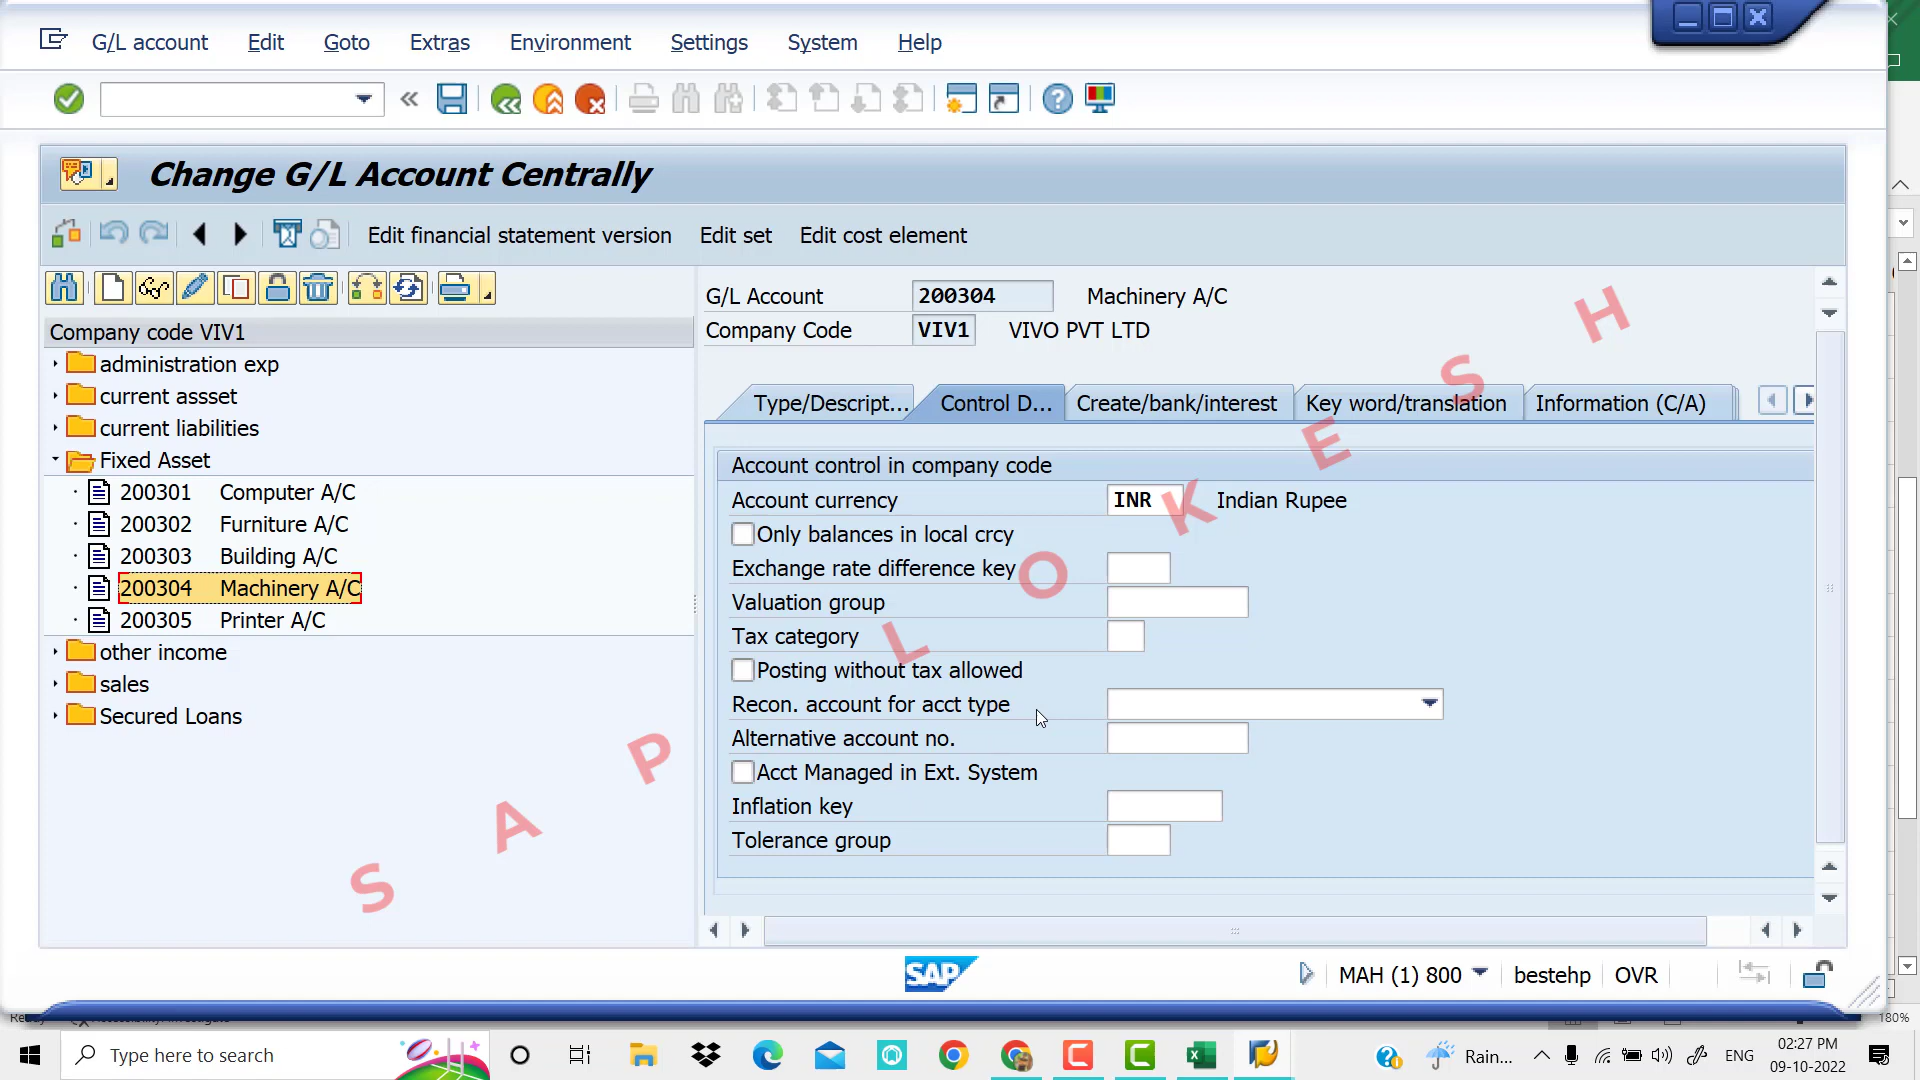 G/L account Edit Goto Extras Environment Settings System Help
Change G/L Account Centrally
Edit financial statement version Edit set Edit cost element
Company code VIV1
administration exp
current assset
current liabilities
Fixed Asset
200301 Computer A/C
200302 Furniture A/C
200303 Building A/C
200304 Machinery A/C
200305 Printer A/C
other income
sales
Secured Loans
G/L Account 200304 Machinery A/C
Company Code VIV1 VIVO PVT LTD
Type/Descript... Control D... Create/bank/interest Key word/translation Information (C/A)
Account control in company code
Account currency INR Indian Rupee
Only balances in local crcy
Exchange rate difference key
Valuation group
Tax category
Posting without tax allowed
Recon. account for acct type
Alternative account no.
Acct Managed in Ext. System
Inflation key
Tolerance group
SAP LOKESH
SAP
MAH (1) 800 bestehp OVR
180%
Type here to search
Rain... ENG
02:27 PM
09-10-2022